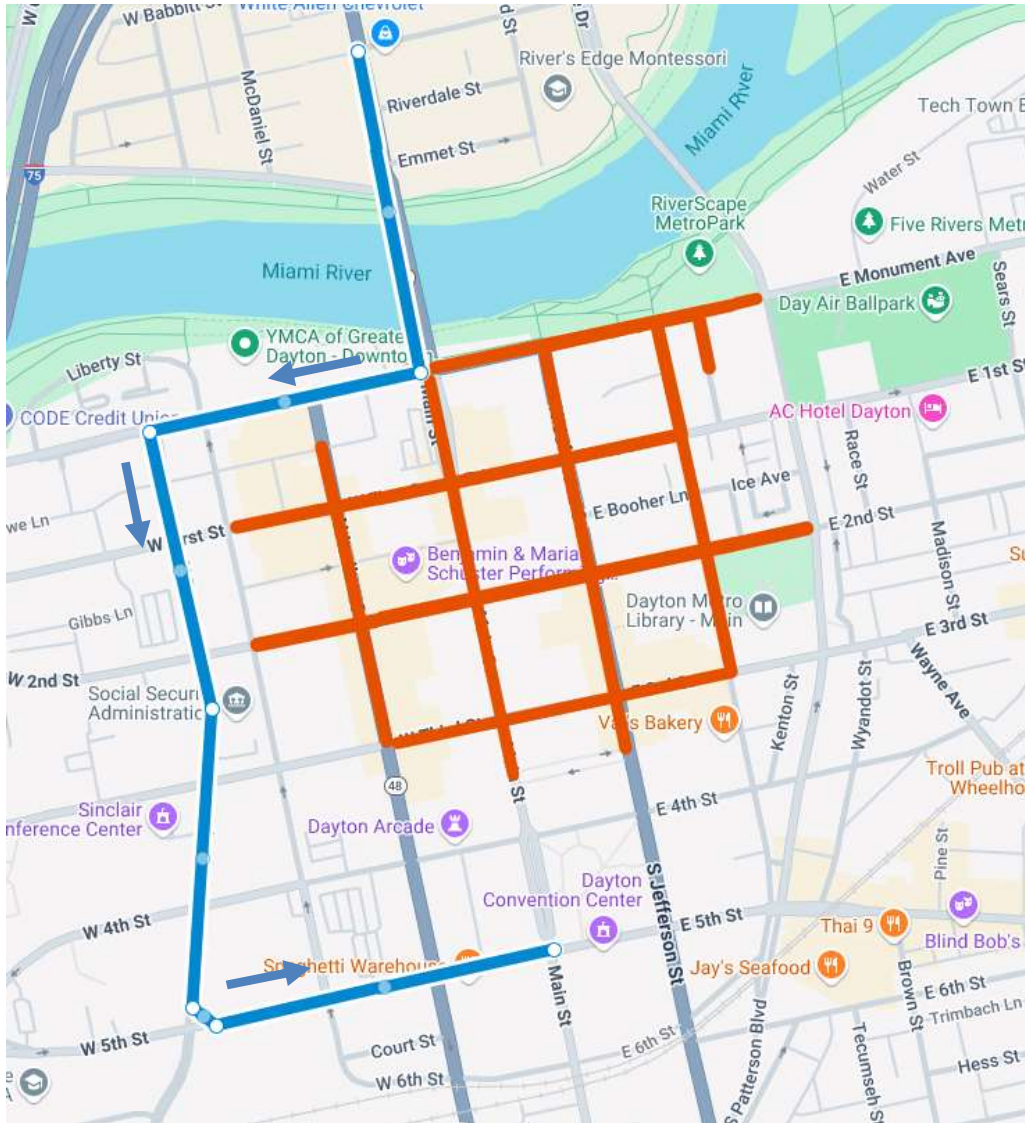 W Babbitt St
White Allen Chevrolet
McDaniel St
Riverdale St
Emmet St
River's Edge Montessori
Miami River
Tech Town
Water St
75
RiverScape
MetroPark
Five Rivers Metr
E Monument Ave
Sears St
Miami River
Day Air Ballpark
YMCA of Greate
Dayton - Downto
Liberty St
CODE Credit Union
Main St
E 1st St
AC Hotel Dayton
Race St
Ice Ave
E Booher Ln
E 2nd St
Madison St
W
rst St
Benjamin & Maria
Schuster Performing
Gibbs Ln
Dayton Metro
Library - Main
E 3rd St
Wayne Ave
W 2nd St
Social Securi
Administratio
Kenton St
Wyandot St
Val's Bakery
48
St
Troll Pub at
Wheelho
Sinclair
nference Center
Dayton Arcade
E 4th St
Pine St
Dayton
Convention Center
S Jefferson St
E 5th St
W 4th St
Thai 9
Blind Bob's
Spaghetti Warehouse
Jay's Seafood
Main St
Brown St
E 6th St
Trimbach Ln
W 5th St
Court St
E 6th St
W 6th St
S Patterson Blvd
Tecumseh St
Hess St